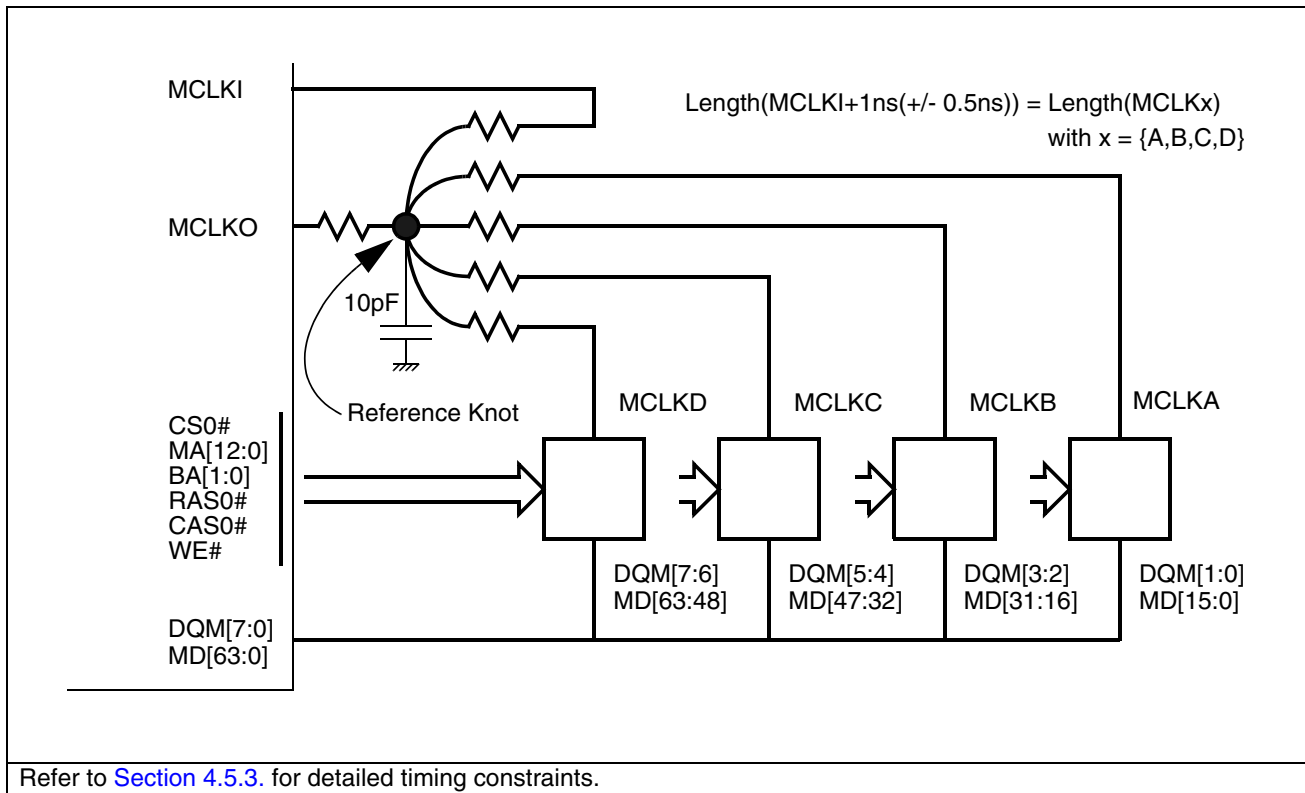 MCLKI
Length(MCLKI+1ns(+/- 0.5ns)) = Length(MCLKx)
with x = {A,B,C,D}
MCLKO
10pF
Reference Knot
MCLKD
MCLKC
MCLKB
MCLKA
CS0#
MA[12:0]
BA[1:0]
RAS0#
CAS0#
WE#
DQM[7:6]
MD[63:48]
DQM[5:4]
MD[47:32]
DQM[3:2]
MD[31:16]
DQM[1:0]
MD[15:0]
DQM[7:0]
MD[63:0]
Refer to Section 4.5.3. for detailed timing constraints.